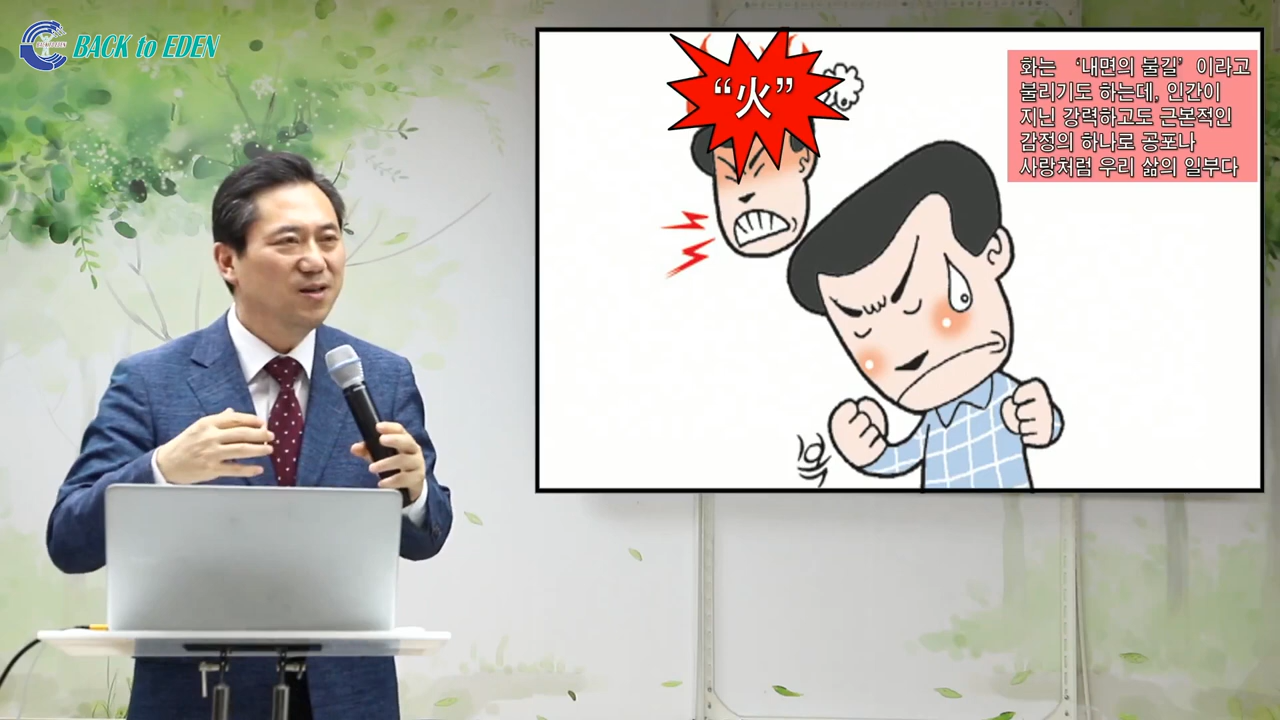 BACK to EDEN
“火”
화는 ‘내면의 불길’ 이라고
불리기도 하는데, 인간이
지닌 강력하고도 근본적인
감정의 하나로 공포나
사랑처럼 우리 삶의 일부다